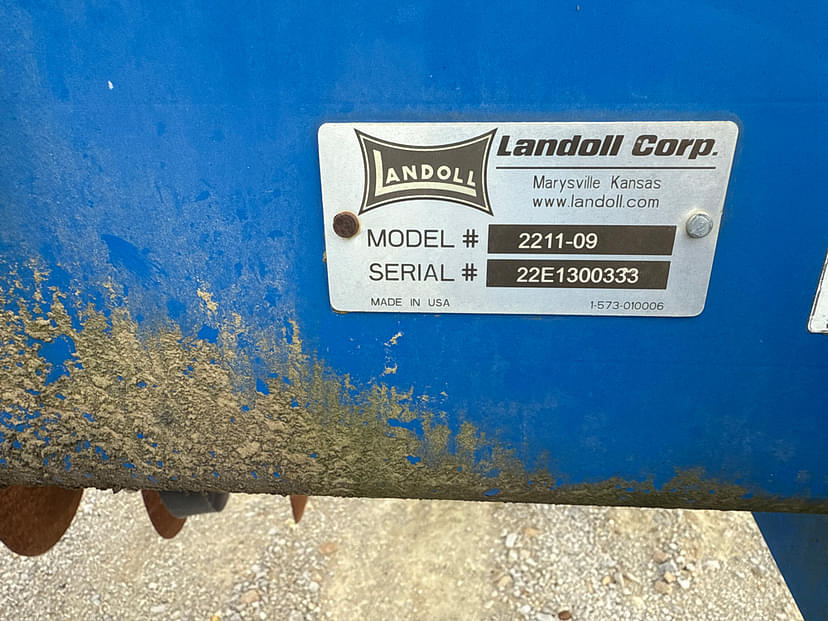 LANDOLL
Landoll Corp.
Marysville Kansas
www.landoll.com
MODEL # 2211-09
SERIAL # 22E1300333
MADE IN USA
1-573-010006